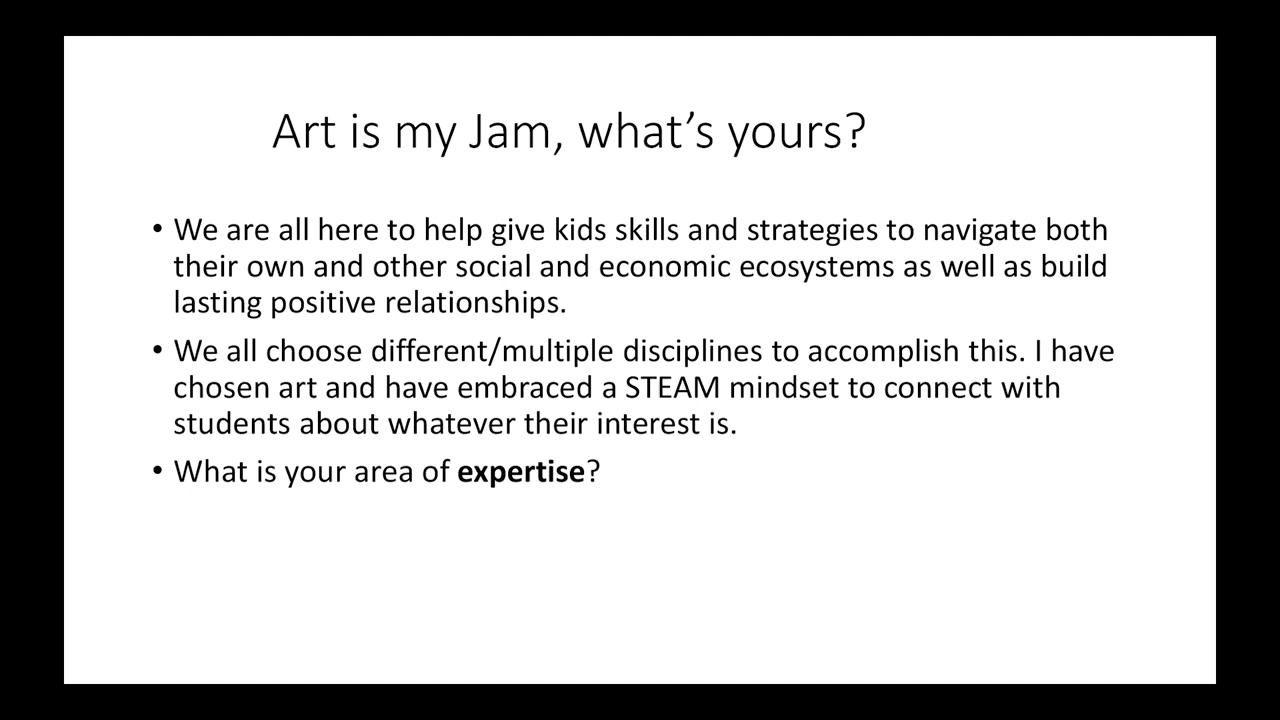 Art is my Jam, what’s yours?
• We are all here to help give kids skills and strategies to navigate both
their own and other social and economic ecosystems as well as build
lasting positive relationships.
• We all choose different/multiple disciplines to accomplish this. I have
chosen art and have embraced a STEAM mindset to connect with
students about whatever their interest is.
• What is your area of expertise?